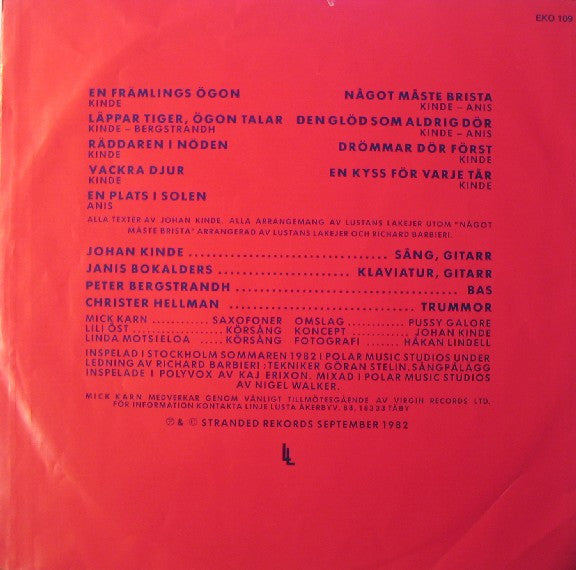 EKO 109
EN FRÄMLINGS ÖGON
KINDE
LÄPPAR TIGER, ÖGON TALAR
KINDE – BERGSTRANDH
RÄDDAREN I NÖDEN
KINDE
VACKRA DJUR
KINDE
EN PLATS I SOLEN
ANIS
NÅGOT MÅSTE BRISTA
KINDE – ANIS
DEN GLÖD SOM ALDRIG DÖR
KINDE – ANIS
DRÖMMAR DÖR FÖRST
KINDE
EN KYSS FÖR VARJE TÅR
KINDE
ALLA TEXTER AV JOHAN KINDE. ALLA ARRANGEMANG AV LUSTANS LAKEJER UTOM "NÅGOT
MÅSTE BRISTA" ARRANGERAD AV LUSTANS LAKEJER OCH RICHARD BARBIERI.
JOHAN KINDE ............................... SÅNG, GITARR
JANIS BOKALDERS .................... KLAVIATUR, GITARR
PETER BERGSTRANDH ................................... BAS
CHRISTER HELLMAN ........................... TRUMMOR
MICK KARN ............ SAXOFONER OMSLAG ............ PUSSY GALORE
LILI ÖST .................. KÖRSÅNG KONCEPT ........... JOHAN KINDE
LINDA MOTSIELOA ..... KÖRSÅNG FOTOGRAFI ....... HÅKAN LINDELL
INSPELAD I STOCKHOLM SOMMAREN 1982 I POLAR MUSIC STUDIOS UNDER
LEDNING AV RICHARD BARBIERI : TEKNIKER GÖRAN STELIN. SÅNGPÅLÄGG
INSPELADE I POLYVOX AV KAJ ERIXON. MIXAD I POLAR MUSIC STUDIOS
AV NIGEL WALKER.
MICK KARN MEDVERKAR GENOM VÄNLIGT TILLMÖTEGÅENDE AV VIRGIN RECORDS LTD.
FÖR INFORMATION KONTAKTA LINJE LUSTA ÅKERBYV. 88, 183 33 TÄBY
Ⓟ & © STRANDED RECORDS SEPTEMBER 1982
LL